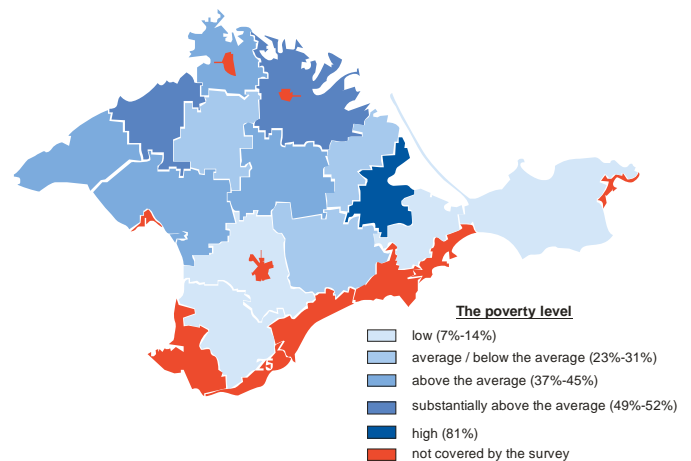 25
The poverty level
low (7%-14%)
average / below the average (23%-31%)
above the average (37%-45%)
substantially above the average (49%-52%)
high (81%)
not covered by the survey